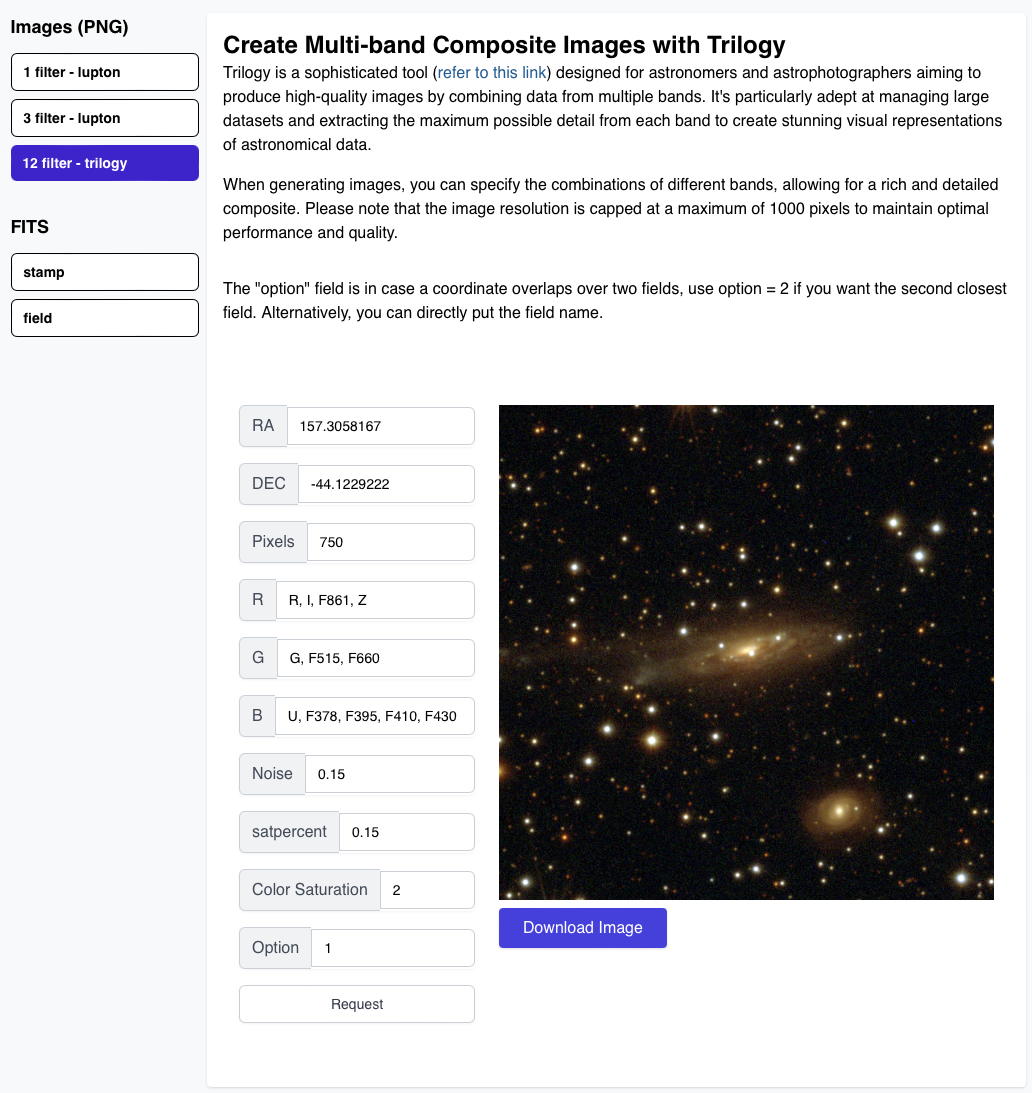 Images (PNG)
1 filter - lupton
3 filter - lupton
12 filter - trilogy
FITS
stamp
field
Create Multi-band Composite Images with Trilogy
Trilogy is a sophisticated tool (refer to this link) designed for astronomers and astrophotographers aiming to
produce high-quality images by combining data from multiple bands. It's particularly adept at managing large
datasets and extracting the maximum possible detail from each band to create stunning visual representations
of astronomical data.
When generating images, you can specify the combinations of different bands, allowing for a rich and detailed
composite. Please note that the image resolution is capped at a maximum of 1000 pixels to maintain optimal
performance and quality.
The "option" field is in case a coordinate overlaps over two fields, use option = 2 if you want the second closest
field. Alternatively, you can directly put the field name.
RA 157.3058167
DEC -44.1229222
Pixels 750
R R, I, F861, Z
G G, F515, F660
B U, F378, F395, F410, F430
Noise 0.15
satpercent 0.15
Color Saturation 2
Option 1
Request
Download Image